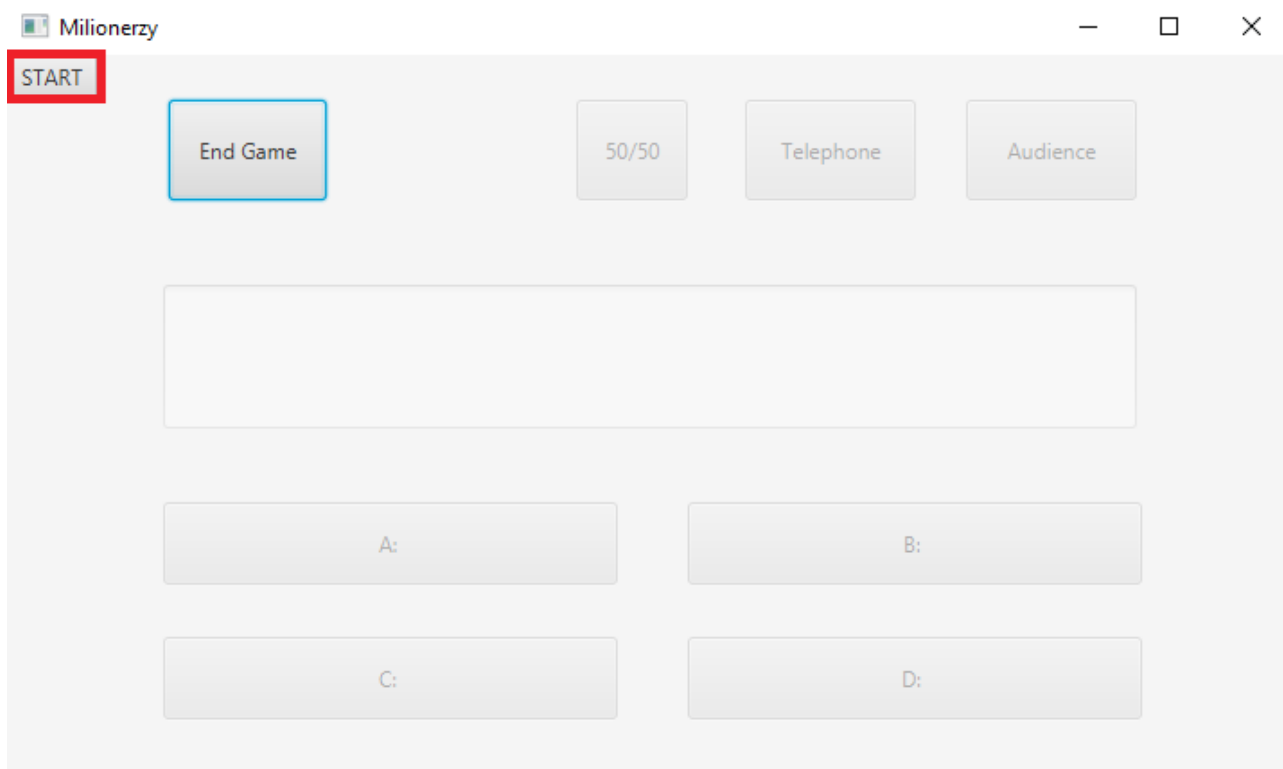 Milionerzy
START
End Game
50/50
Telephone
Audience
A:
B:
C:
D: